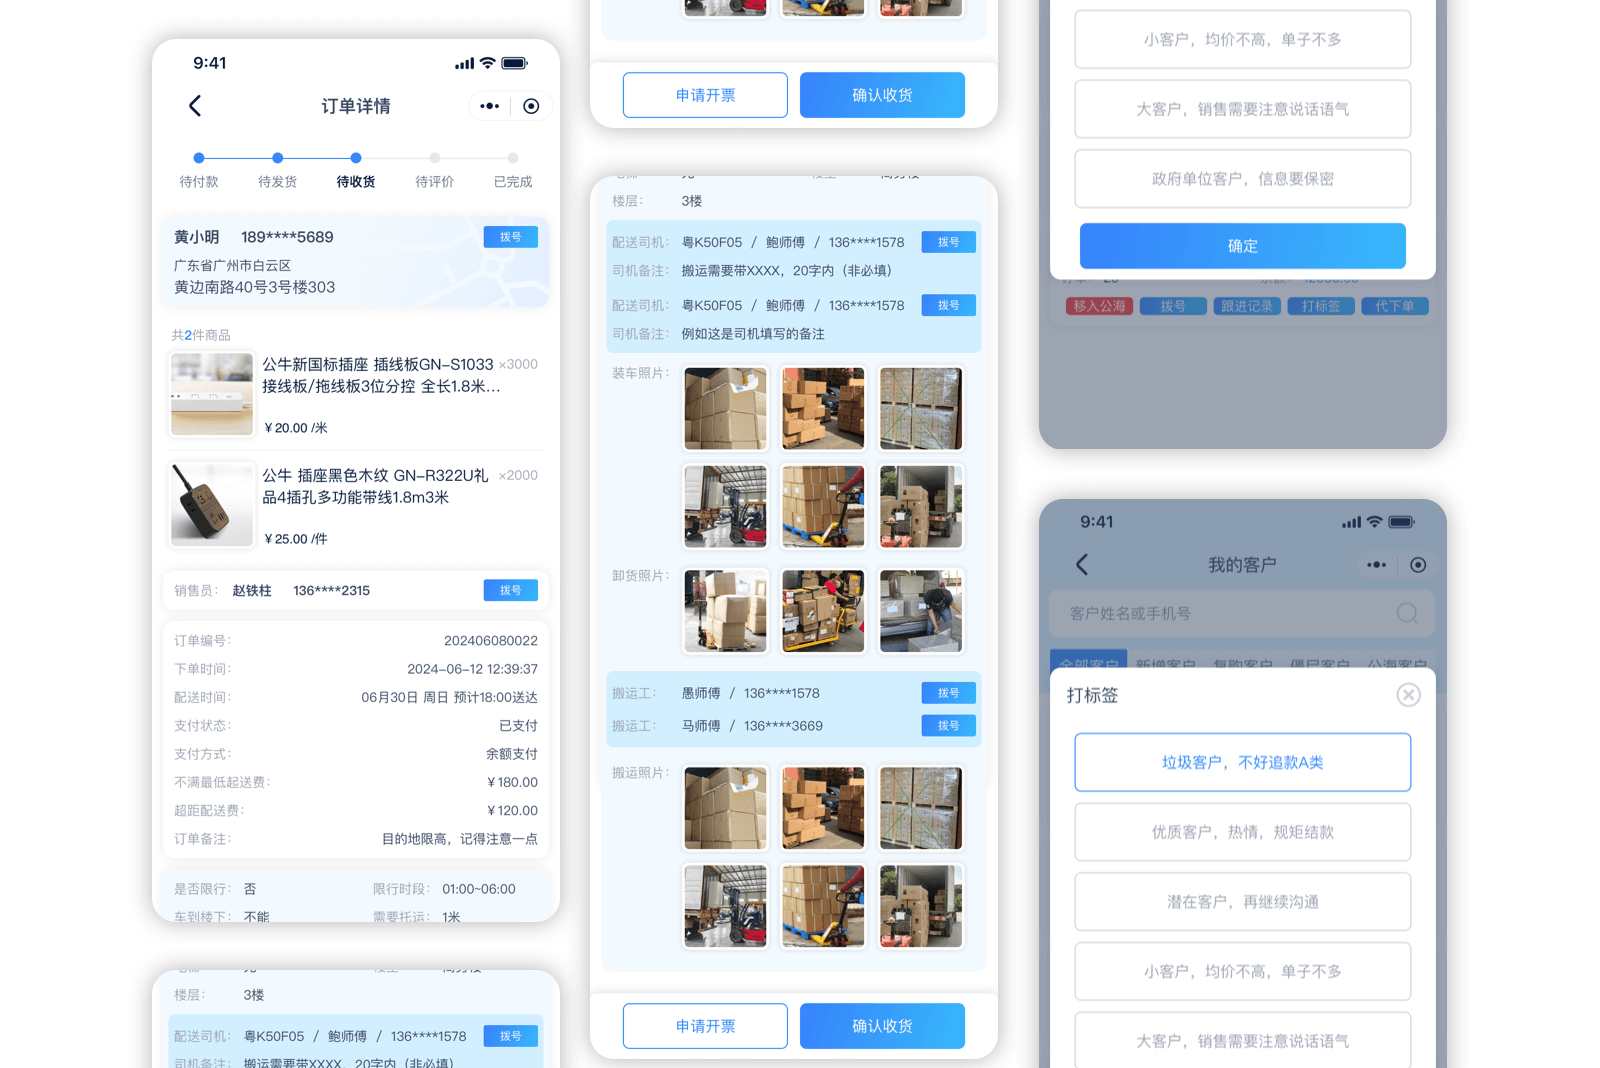 9:41
订单详情
待付款
待发货
待收货
待评价
已完成
黄小明 189****5689
拨号
广东省广州市白云区
黄边南路40号3号楼303
共2件商品
公牛新国标插座 插线板GN-S1033
×3000
接线板/拖线板3位分控 全长1.8米...
¥20.00 /米
公牛 插座黑色木纹 GN-R322U礼
×2000
品4插孔多功能带线1.8m3米
¥25.00 /件
销售员: 赵铁柱 136****2315
拨号
订单编号: 202406080022
下单时间: 2024-06-12 12:39:37
配送时间: 06月30日 周日 预计18:00送达
支付状态: 已支付
支付方式: 余额支付
不满最低起送费: ¥180.00
超距配送费: ¥120.00
订单备注: 目的地限高，记得注意一点
是否限行: 否 限行时段: 01:00~06:00
车到楼下: 不能 需要托运: 1米
楼层: 3楼
配送司机: 粤K50F05 / 鲍师傅 / 136****1578
拨号
司机备注: 搬运需要带XXXX，20字内（非必填）
申请开票
确认收货
楼层: 3楼
配送司机: 粤K50F05 / 鲍师傅 / 136****1578
拨号
司机备注: 搬运需要带XXXX，20字内（非必填）
配送司机: 粤K50F05 / 鲍师傅 / 136****1578
拨号
司机备注: 例如这是司机填写的备注
装车照片:
卸货照片:
搬运工: 愚师傅 / 136****1578
拨号
搬运工: 马师傅 / 136****3669
拨号
搬运照片:
申请开票
确认收货
小客户，均价不高，单子不多
大客户，销售需要注意说话语气
政府单位客户，信息要保密
确定
移入公海
拨号
跟进记录
打标签
代下单
9:41
我的客户
客户姓名或手机号
全部客户
新增客户
复购客户
僵尸客户
公海客户
打标签
垃圾客户，不好追款A类
优质客户，热情，规矩结款
潜在客户，再继续沟通
小客户，均价不高，单子不多
大客户，销售需要注意说话语气